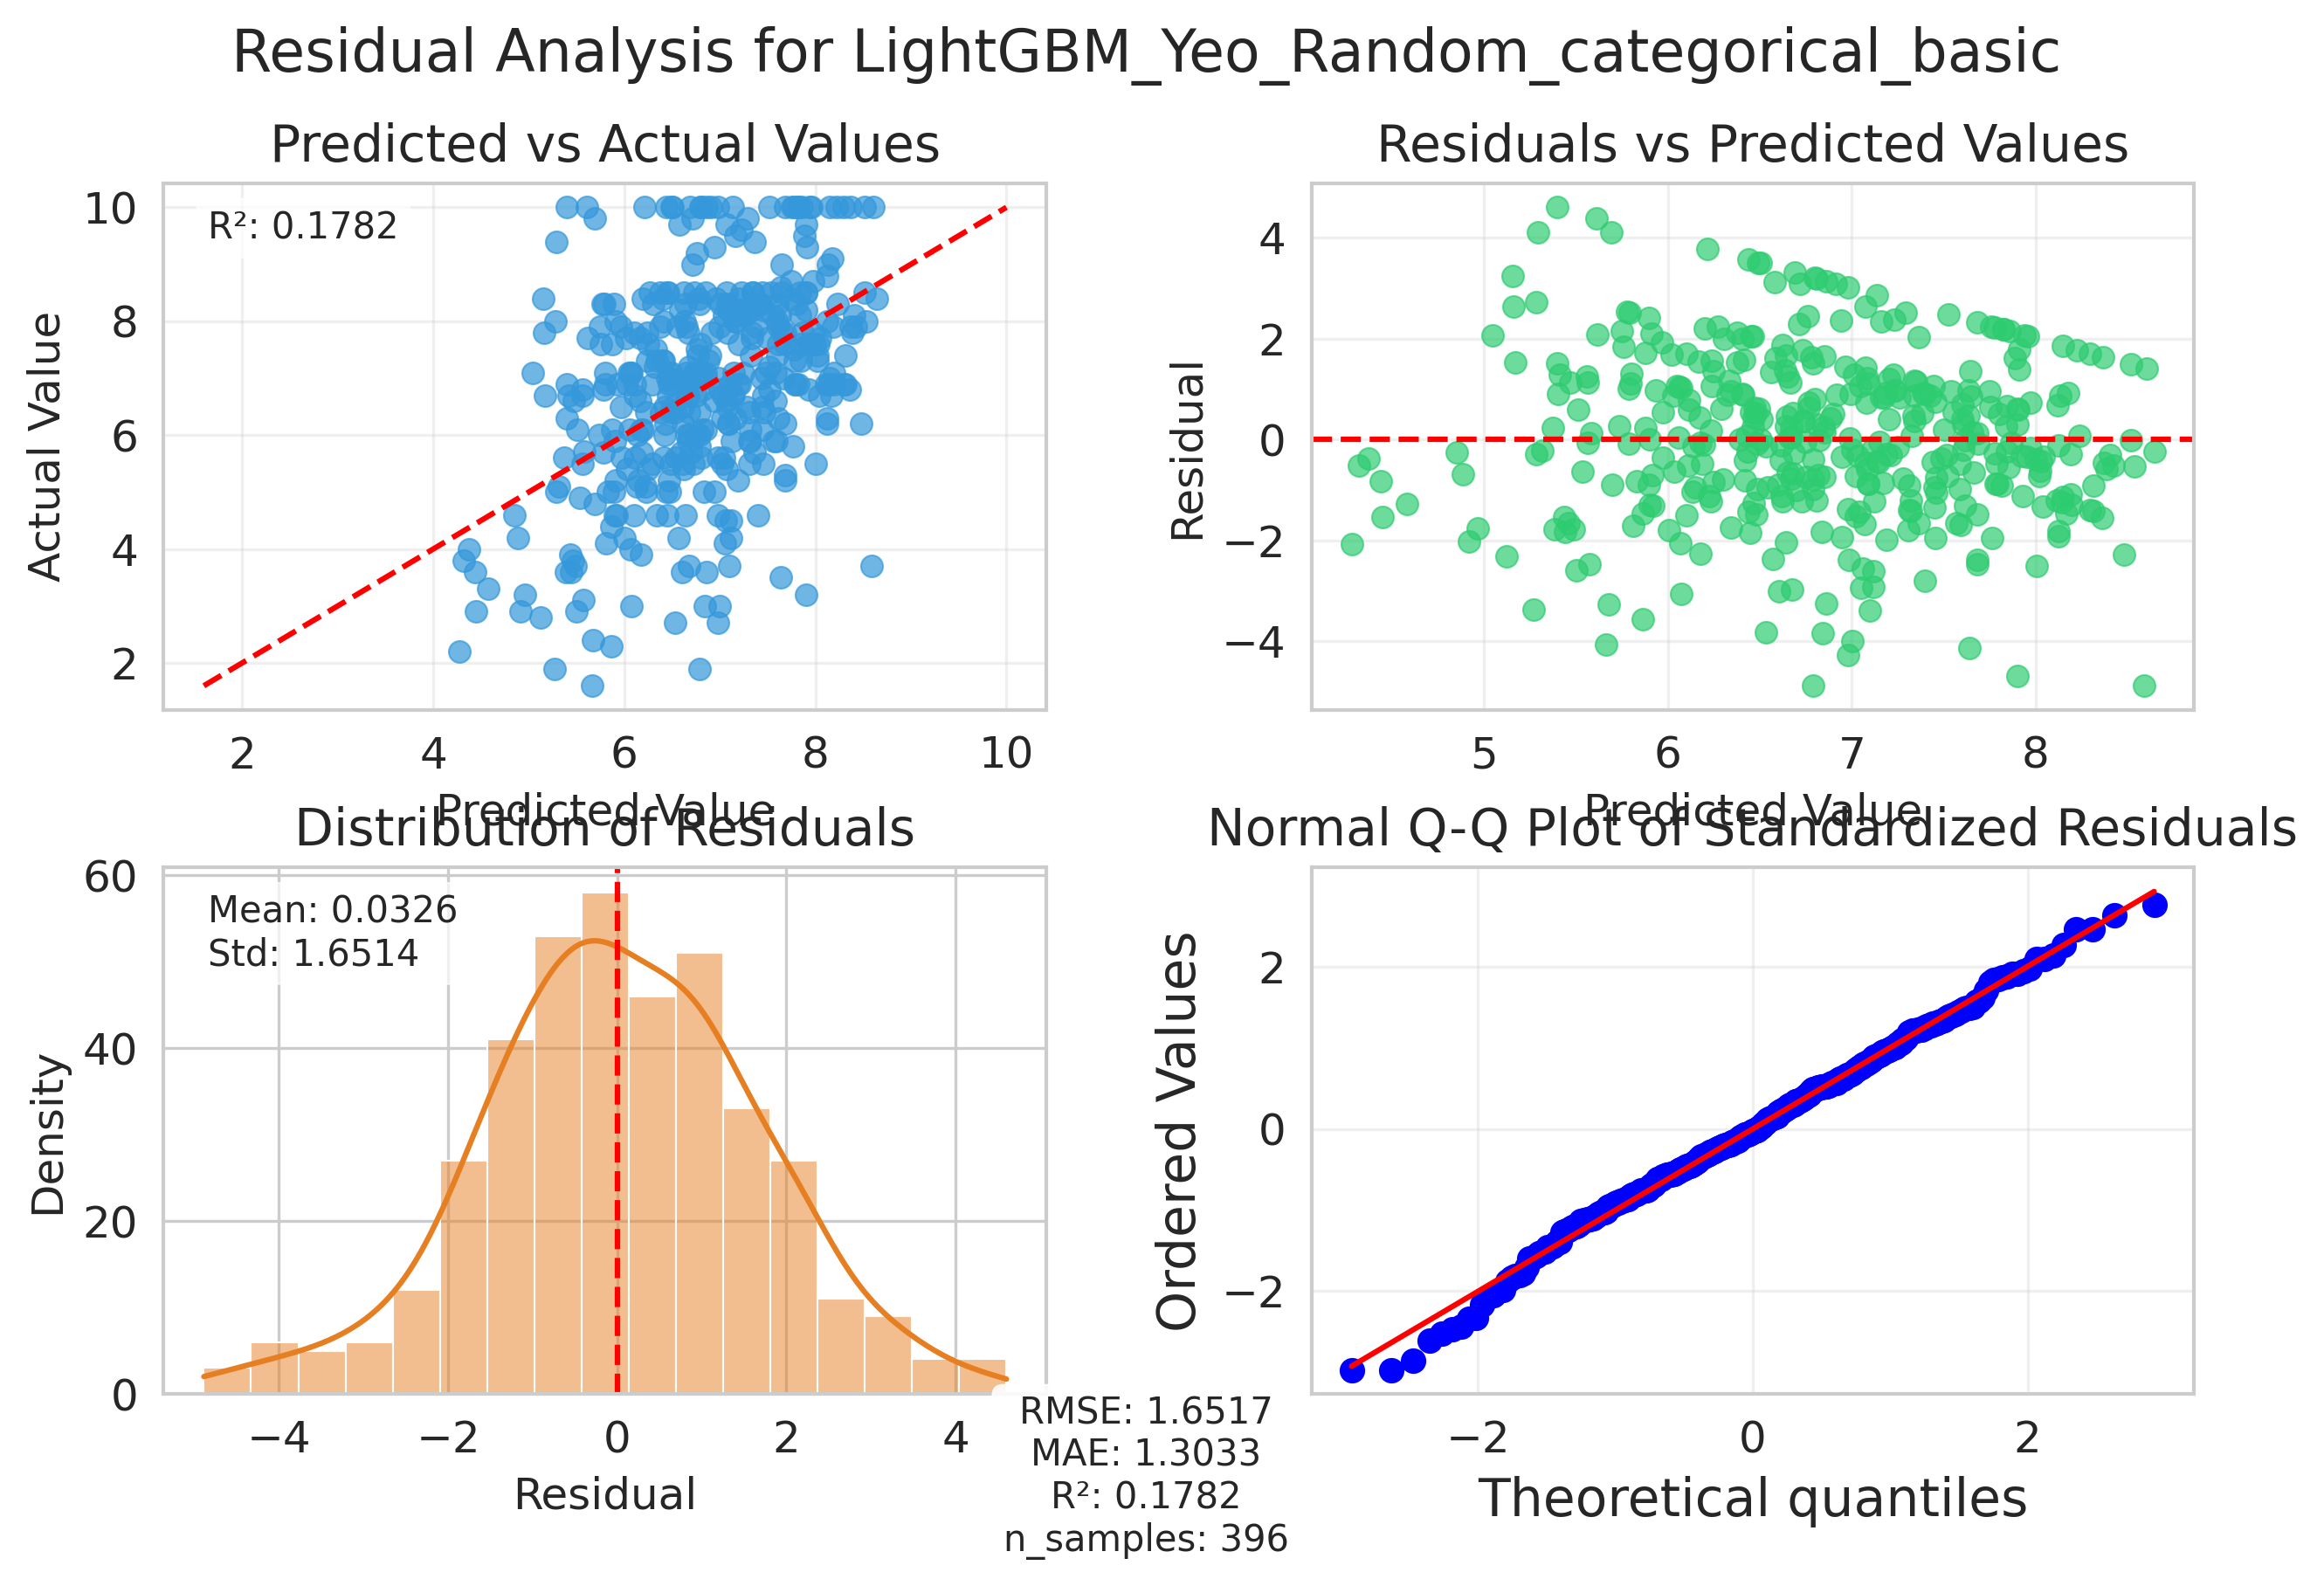 Residual Analysis for LightGBM_Yeo_Random_categorical_basic
Predicted vs Actual Values
R²: 0.1782
Actual Value
10
8
6
4
2
2
4
6
8
10
Predicted Value
Residuals vs Predicted Values
Residual
4
2
0
−2
−4
5
6
7
8
Predicted Value
Distribution of Residuals
Mean: 0.0326
Std: 1.6514
Density
60
40
20
0
−4
−2
0
2
4
Residual
Normal Q-Q Plot of Standardized Residuals
Ordered Values
2
0
−2
−2
0
2
Theoretical quantiles
RMSE: 1.6517
MAE: 1.3033
R²: 0.1782
n_samples: 396